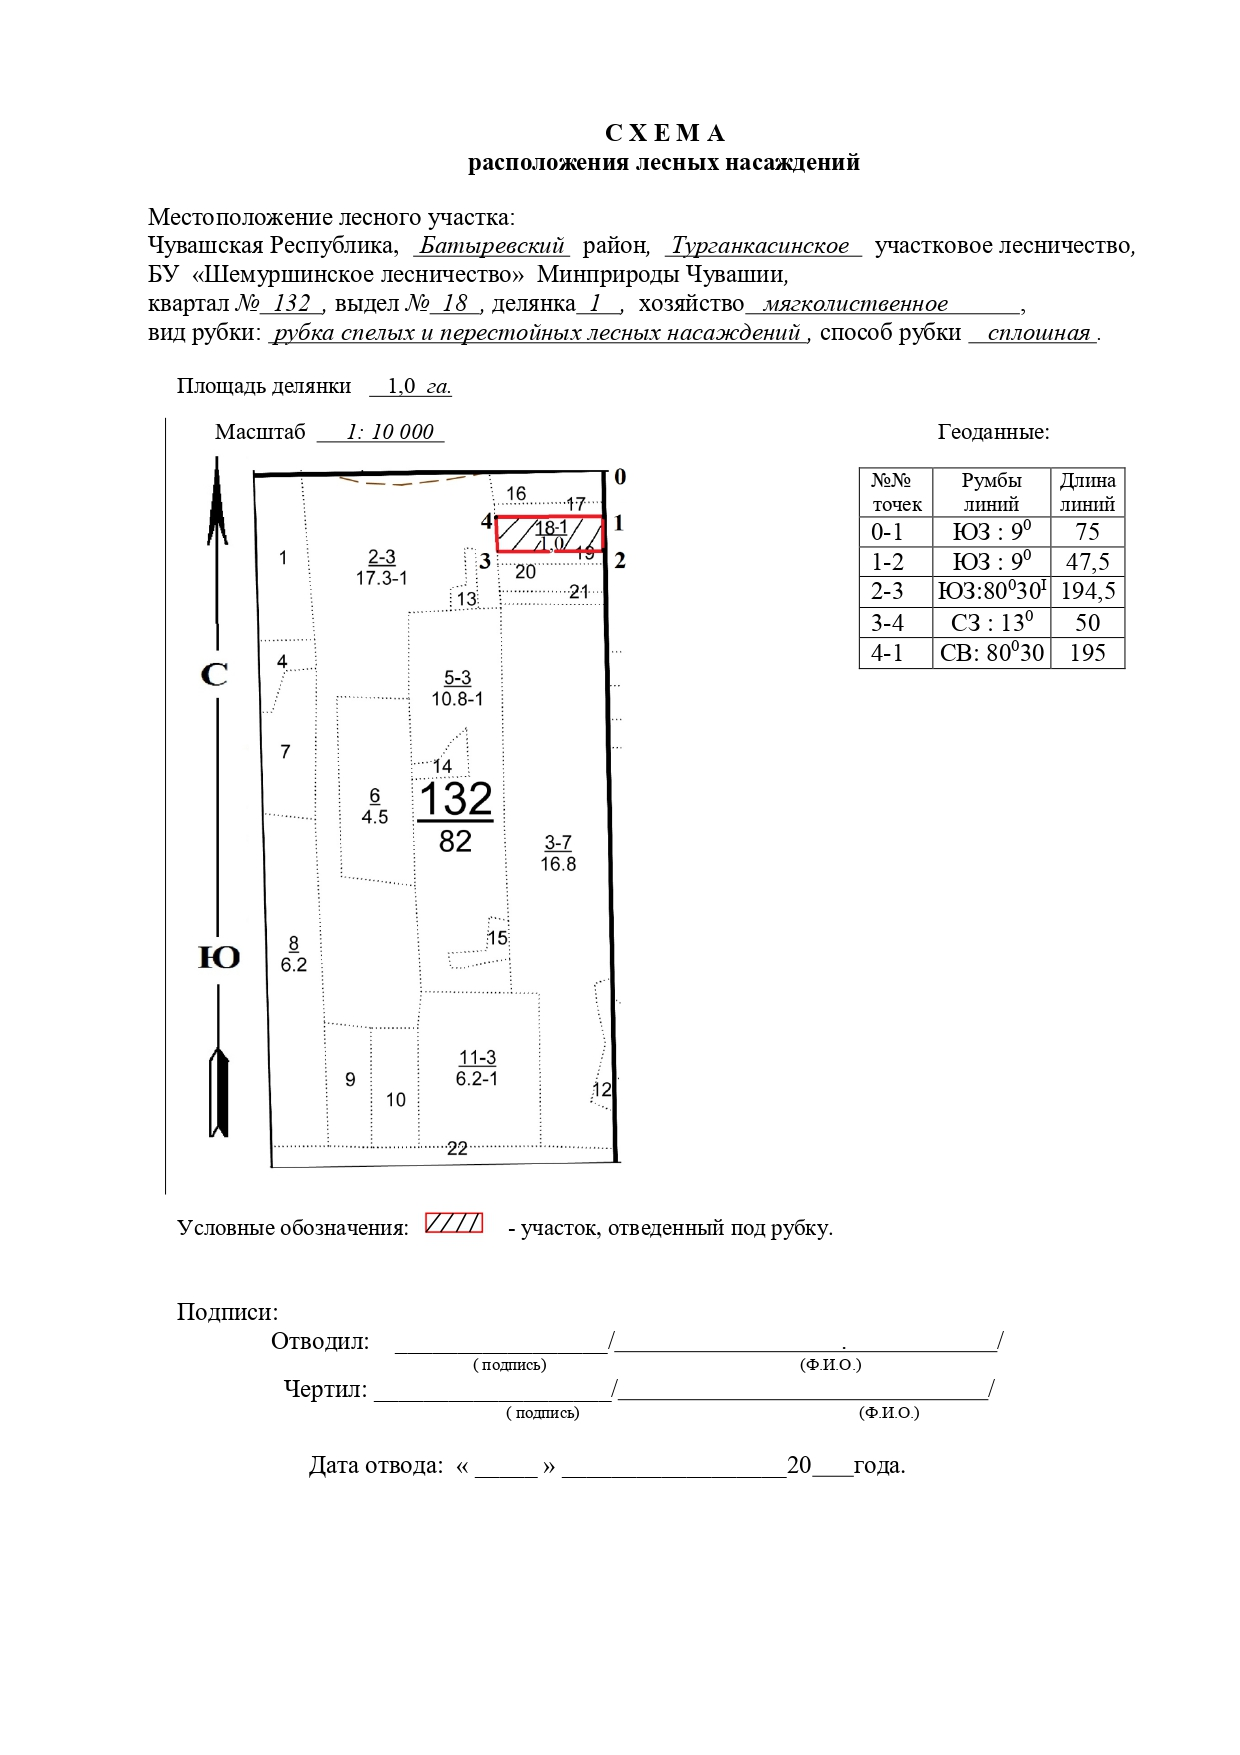 С Х Е М А
расположения лесных насаждений
Местоположение лесного участка:
Чувашская Республика, Батыревский район, Турганкасинское участковое лесничество,
БУ «Шемуршинское лесничество» Минприроды Чувашии,
квартал № 132 , выдел № 18 , делянка 1 , хозяйство мягколиственное ,
вид рубки: рубка спелых и перестойных лесных насаждений , способ рубки сплошная .
Площадь делянки 1,0 га.
Масштаб 1: 10 000
Геоданные:
№№ точек Румбы линий Длина линий
0-1 ЮЗ : 9⁰ 75
1-2 ЮЗ : 9⁰ 47,5
2-3 ЮЗ:80⁰30ᴵ 194,5
3-4 СЗ : 13⁰ 50
4-1 СВ: 80⁰30 195
0
16
17
4
18-1
1,0
1
3
19
2
1
2-3
17.3-1
20
13
21
4
С
5-3
10.8-1
7
14
6
4.5
132
82
3-7
16.8
8
6.2
15
Ю
11-3
6.2-1
9
10
12
22
Условные обозначения: - участок, отведенный под рубку.
Подписи:
Отводил: _________________/__________________.____________/
( подпись) (Ф.И.О.)
Чертил: ___________________/______________________________/
( подпись) (Ф.И.О.)
Дата отвода: « _____ » __________________20___года.